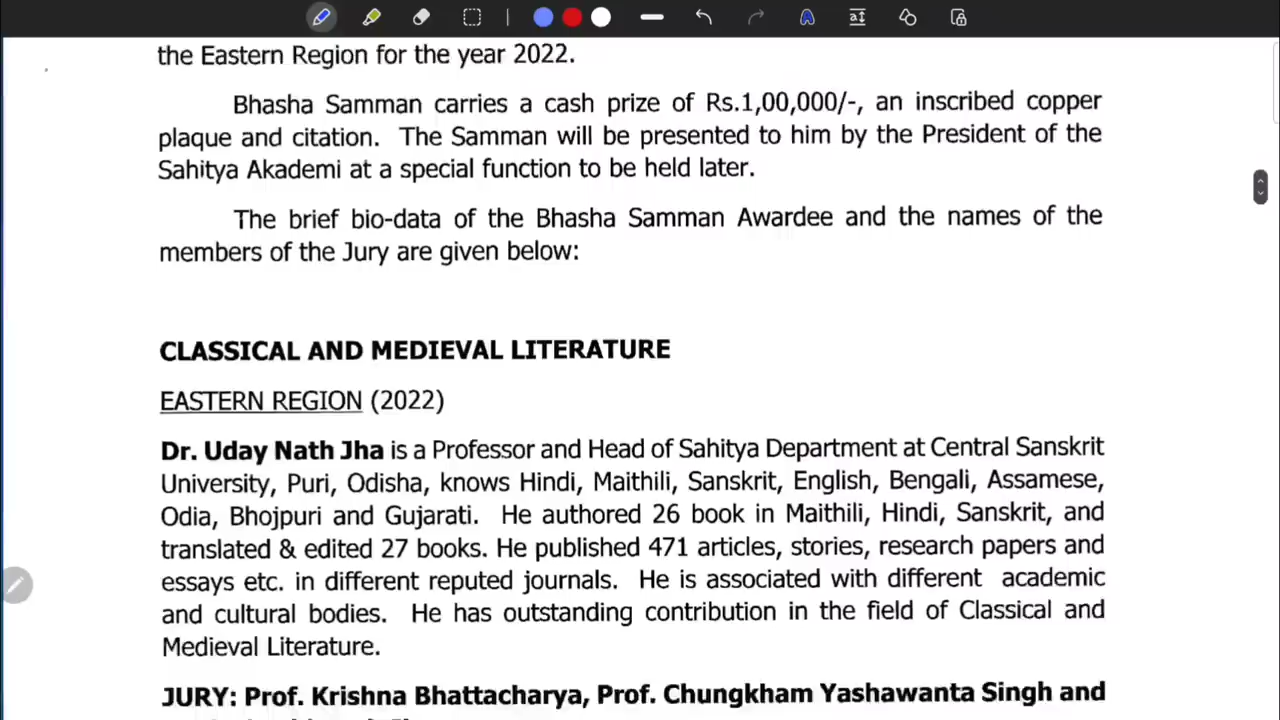 the Eastern Region for the year 2022.
Bhasha Samman carries a cash prize of Rs.1,00,000/-, an inscribed copper
plaque and citation. The Samman will be presented to him by the President of the
Sahitya Akademi at a special function to be held later.
The brief bio-data of the Bhasha Samman Awardee and the names of the
members of the Jury are given below:
CLASSICAL AND MEDIEVAL LITERATURE
EASTERN REGION (2022)
Dr. Uday Nath Jha is a Professor and Head of Sahitya Department at Central Sanskrit
University, Puri, Odisha, knows Hindi, Maithili, Sanskrit, English, Bengali, Assamese,
Odia, Bhojpuri and Gujarati. He authored 26 book in Maithili, Hindi, Sanskrit, and
translated & edited 27 books. He published 471 articles, stories, research papers and
essays etc. in different reputed journals. He is associated with different academic
and cultural bodies. He has outstanding contribution in the field of Classical and
Medieval Literature.
JURY: Prof. Krishna Bhattacharya, Prof. Chungkham Yashawanta Singh and